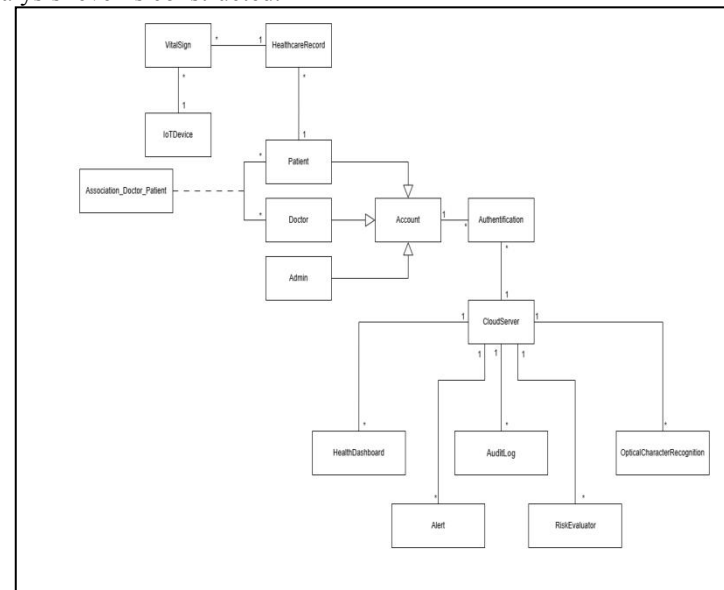 * 1
VitalSign HealthcareRecord
* *
1
IoTDevice
1
* Patient
Association_Doctor_Patient
* Doctor Account 1 * Authentification
Admin
*
1
1 CloudServer 1
1 1 1
* * *
HealthDashboard AuditLog OpticalCharacterRecognition
* *
Alert RiskEvaluator